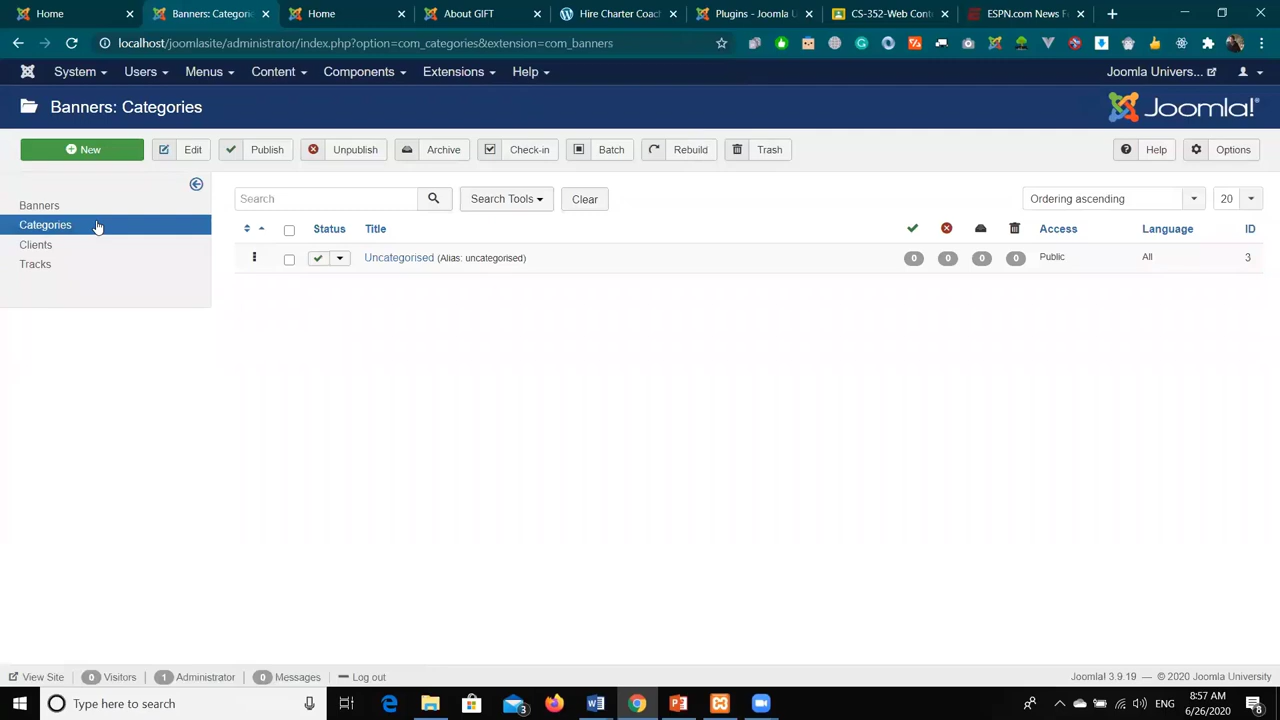 Home
Banners: Categorie
Home
About GIFT
Hire Charter Coac
Plugins - Joomla U
CS-352-Web Cont
ESPN.com News F
localhost/joomlasite/administrator/index.php?option=com_categories&extension=com_banners
System Users Menus Content Components Extensions Help
Joomla Univers...
Banners: Categories
Joomla!®
New Edit Publish Unpublish Archive Check-in Batch Rebuild Trash Help Options
Banners
Categories
Clients
Tracks
Search Search Tools Clear Ordering ascending 20
Status Title Access Language ID
Uncategorised (Alias: uncategorised) 0 0 0 0 Public All 3
View Site 0 Visitors 1 Administrator 0 Messages Log out
Joomla! 3.9.19 — © 2020 Joomla University
Type here to search
3
ENG
8:57 AM
6/26/2020
8